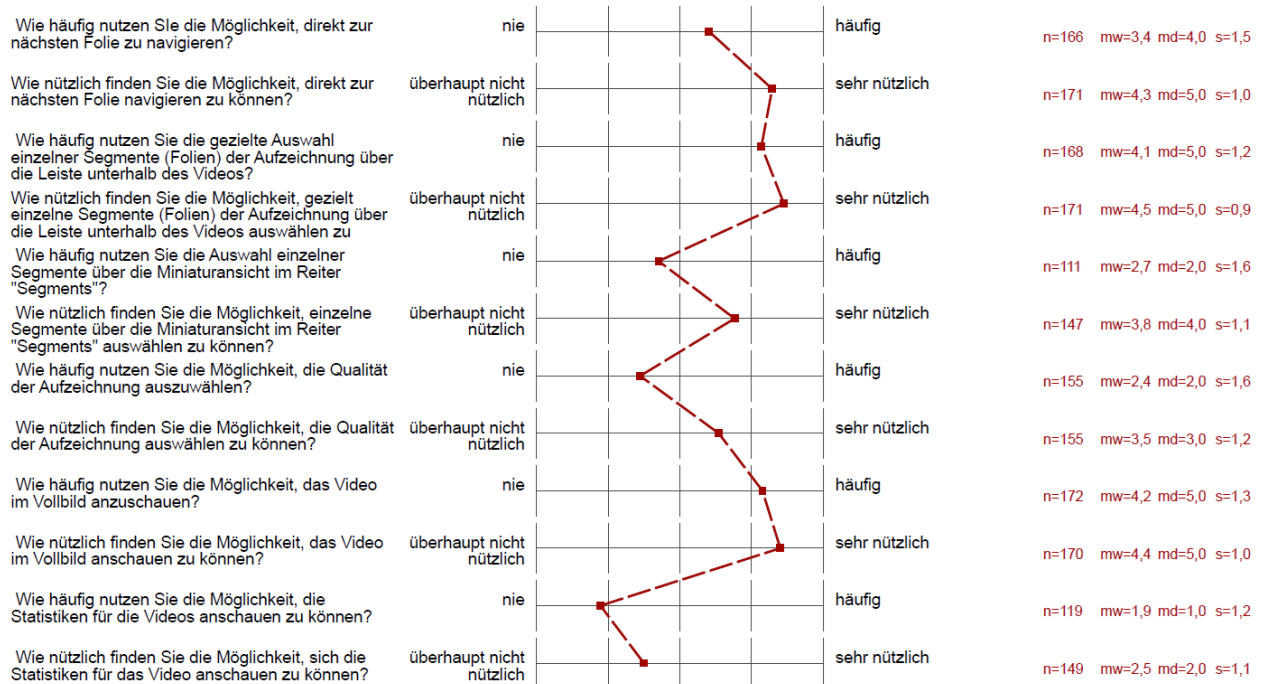 Wie häufig nutzen SIe die Möglichkeit, direkt zur
nächsten Folie zu navigieren?
nie
häufig
n=166 mw=3,4 md=4,0 s=1,5
Wie nützlich finden Sie die Möglichkeit, direkt zur
nächsten Folie navigieren zu können?
überhaupt nicht
nützlich
sehr nützlich
n=171 mw=4,3 md=5,0 s=1,0
Wie häufig nutzen Sie die gezielte Auswahl
einzelner Segmente (Folien) der Aufzeichnung über
die Leiste unterhalb des Videos?
nie
häufig
n=168 mw=4,1 md=5,0 s=1,2
Wie nützlich finden Sie die Möglichkeit, gezielt
einzelne Segmente (Folien) der Aufzeichnung über
die Leiste unterhalb des Videos auswählen zu
überhaupt nicht
nützlich
sehr nützlich
n=171 mw=4,5 md=5,0 s=0,9
Wie häufig nutzen Sie die Auswahl einzelner
Segmente über die Miniaturansicht im Reiter
"Segments"?
nie
häufig
n=111 mw=2,7 md=2,0 s=1,6
Wie nützlich finden Sie die Möglichkeit, einzelne
Segmente über die Miniaturansicht im Reiter
"Segments" auswählen zu können?
überhaupt nicht
nützlich
sehr nützlich
n=147 mw=3,8 md=4,0 s=1,1
Wie häufig nutzen Sie die Möglichkeit, die Qualität
der Aufzeichnung auszuwählen?
nie
häufig
n=155 mw=2,4 md=2,0 s=1,6
Wie nützlich finden Sie die Möglichkeit, die Qualität
der Aufzeichnung auswählen zu können?
überhaupt nicht
nützlich
sehr nützlich
n=155 mw=3,5 md=3,0 s=1,2
Wie häufig nutzen Sie die Möglichkeit, das Video
im Vollbild anzuschauen?
nie
häufig
n=172 mw=4,2 md=5,0 s=1,3
Wie nützlich finden Sie die Möglichkeit, das Video
im Vollbild anschauen zu können?
überhaupt nicht
nützlich
sehr nützlich
n=170 mw=4,4 md=5,0 s=1,0
Wie häufig nutzen Sie die Möglichkeit, die
Statistiken für die Videos anschauen zu können?
nie
häufig
n=119 mw=1,9 md=1,0 s=1,2
Wie nützlich finden Sie die Möglichkeit, sich die
Statistiken für das Video anschauen zu können?
überhaupt nicht
nützlich
sehr nützlich
n=149 mw=2,5 md=2,0 s=1,1